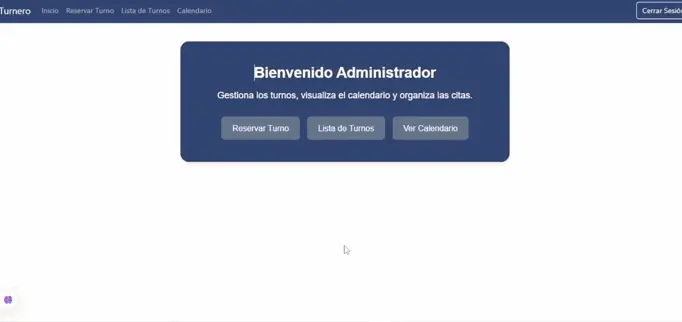 Turnero Inicio Reservar Turno Lista de Turnos Calendario Cerrar Sesión
Bienvenido Administrador
Gestiona los turnos, visualiza el calendario y organiza las citas.
Reservar Turno Lista de Turnos Ver Calendario